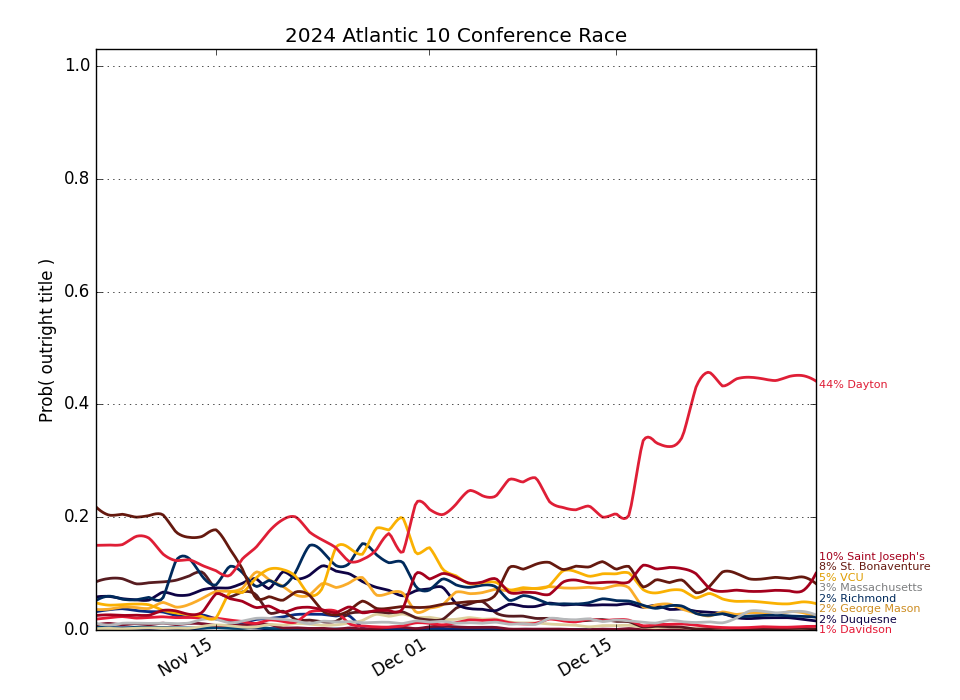 2024 Atlantic 10 Conference Race
Prob( outright title )
1.0
0.8
0.6
0.4
0.2
0.0
Nov 15
Dec 01
Dec 15
44% Dayton
10% Saint Joseph's
8% St. Bonaventure
5% VCU
3% Massachusetts
2% Richmond
2% George Mason
2% Duquesne
1% Davidson